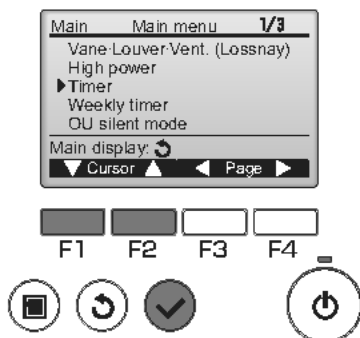 Main Main menu 1/3
Vane·Louver·Vent. (Lossnay)
High power
▶Timer
Weekly timer
OU silent mode
Main display: ↺
▼ Cursor ▲ ◀ Page ▶
F1 F2 F3 F4